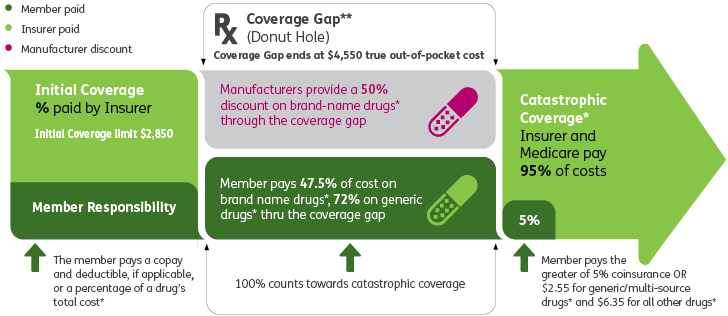 Member paid
Insurer paid
Manufacturer discount
Rx
Coverage Gap**
(Donut Hole)
Coverage Gap ends at $4,550 true out-of-pocket cost
Initial Coverage
% paid by Insurer
Initial Coverage limit $2,850
Member Responsibility
The member pays a copay
and deductible, if applicable,
or a percentage of a drug's
total cost*
Manufacturers provide a 50%
discount on brand-name drugs*
through the coverage gap
Member pays 47.5% of cost on
brand name drugs*, 72% on generic
drugs* thru the coverage gap
100% counts towards catastrophic coverage
Catastrophic
Coverage*
Insurer and
Medicare pay
95% of costs
5%
Member pays the
greater of 5% coinsurance OR
$2.55 for generic/multi-source
drugs* and $6.35 for all other drugs*